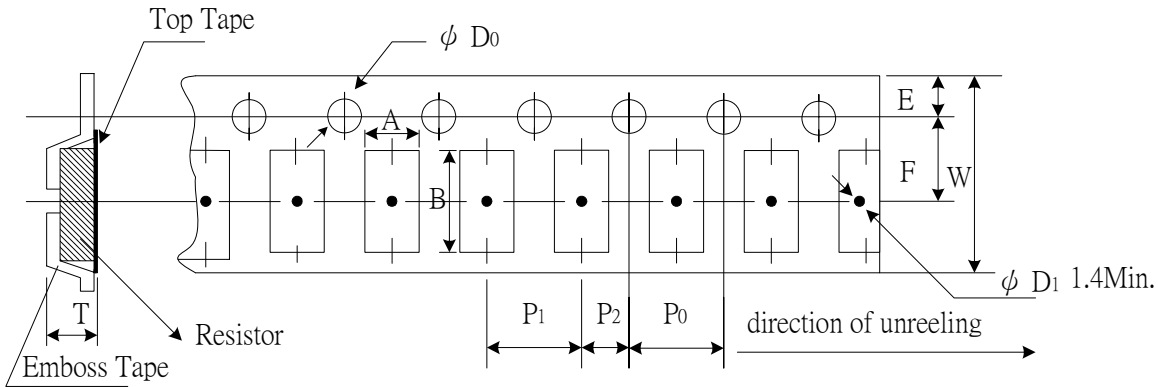 Top Tape
ϕ D0
E
A
F
W
B
ϕ D1 1.4Min.
T
P1
P2
P0
direction of unreeling
Resistor
Emboss Tape